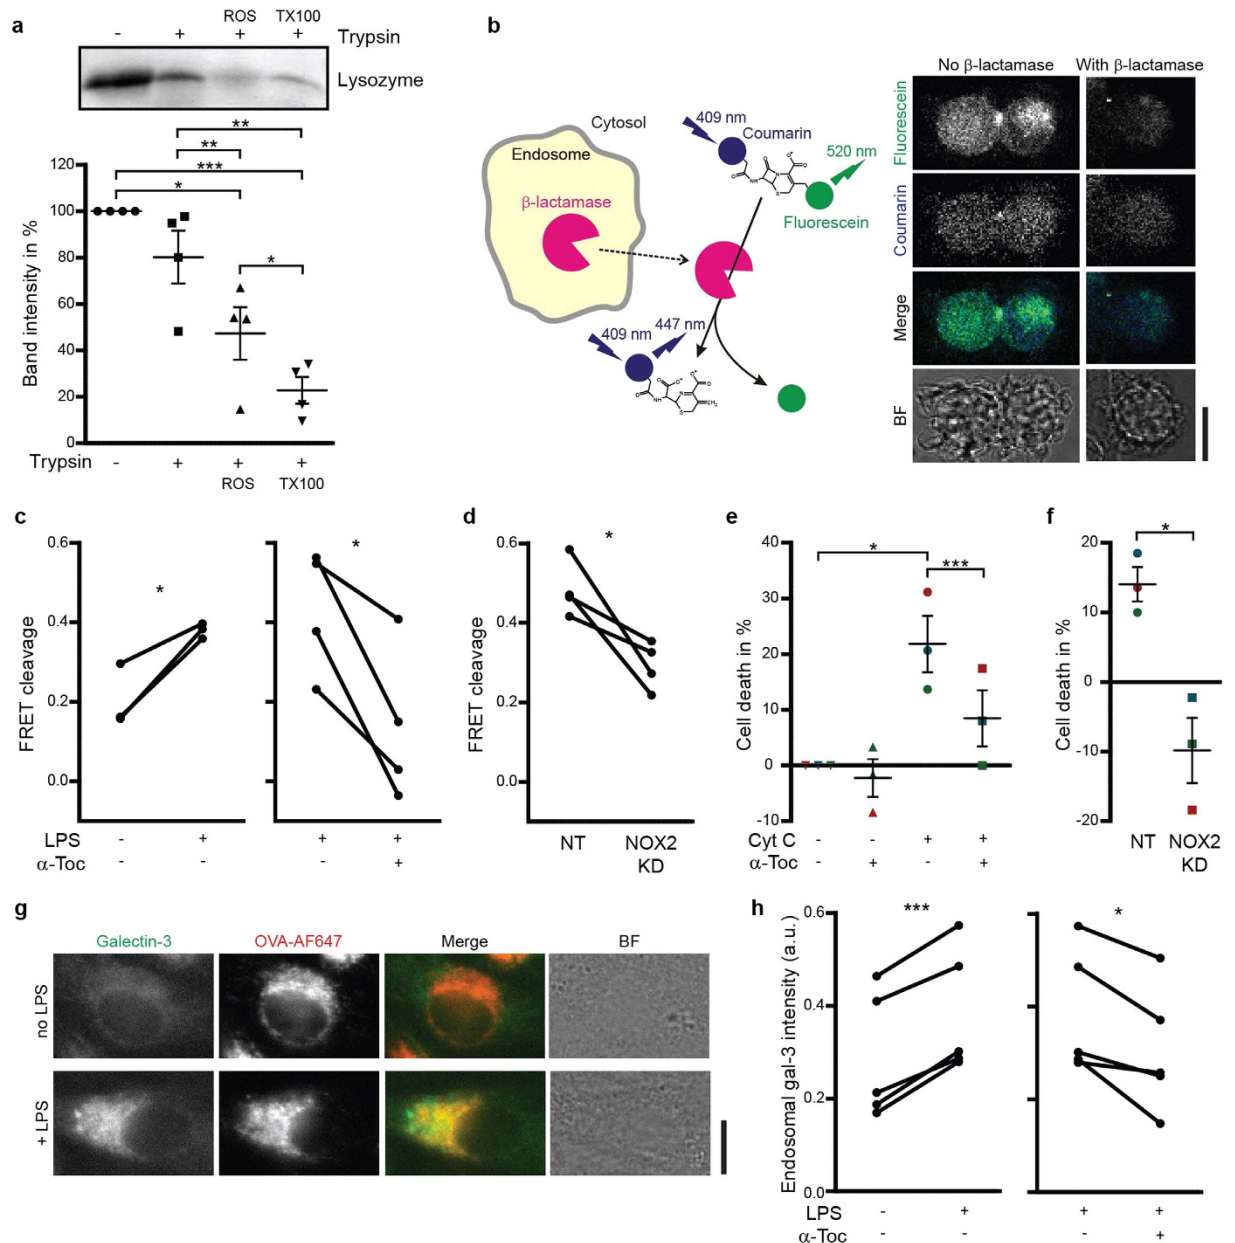 a
ROS TX100
- + + + Trypsin
Lysozyme
** 
**
***
*
*
120
100
80
60
40
20
0
Band intensity in %
Trypsin - + + +
ROS TX100
b
Cytosol
Endosome
β-lactamase
409 nm
Coumarin
520 nm
Fluorescein
409 nm
447 nm
No β-lactamase With β-lactamase
Fluorescein
Coumarin
Merge
BF
c
0.6
0.4
0.2
0.0
FRET cleavage
*
*
LPS - + + +
α-Toc - - - +
d
0.6
0.4
0.2
0.0
FRET cleavage
*
NT NOX2
KD
e
40
30
20
10
0
-10
Cell death in %
*
***
Cyt C - - + +
α-Toc - + - +
f
20
10
0
-10
-20
Cell death in %
*
NT NOX2
KD
g
Galectin-3 OVA-AF647 Merge BF
no LPS
+ LPS
h
0.6
0.4
0.2
0.0
Endosomal gal-3 intensity (a.u.)
***
*
LPS - + + +
α-Toc - - - +